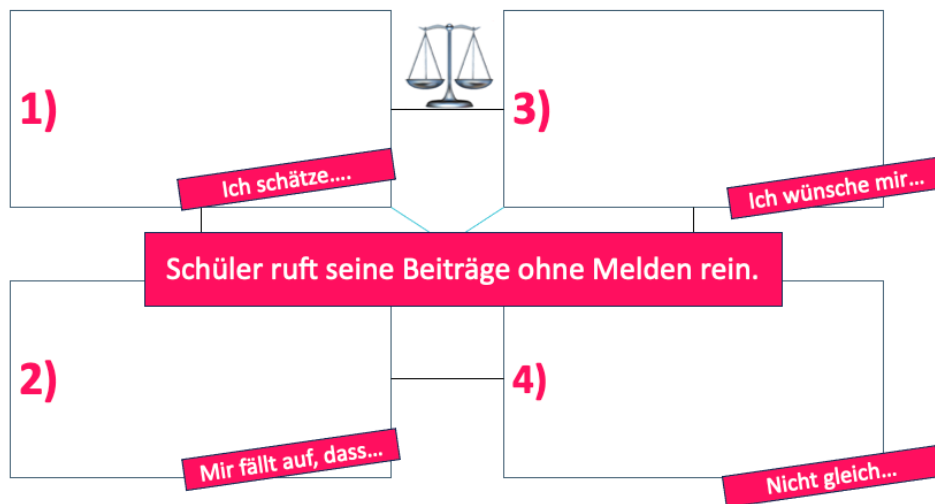 1)
Ich schätze....
3)
Ich wünsche mir...
Schüler ruft seine Beiträge ohne Melden rein.
2)
Mir fällt auf, dass...
4)
Nicht gleich...